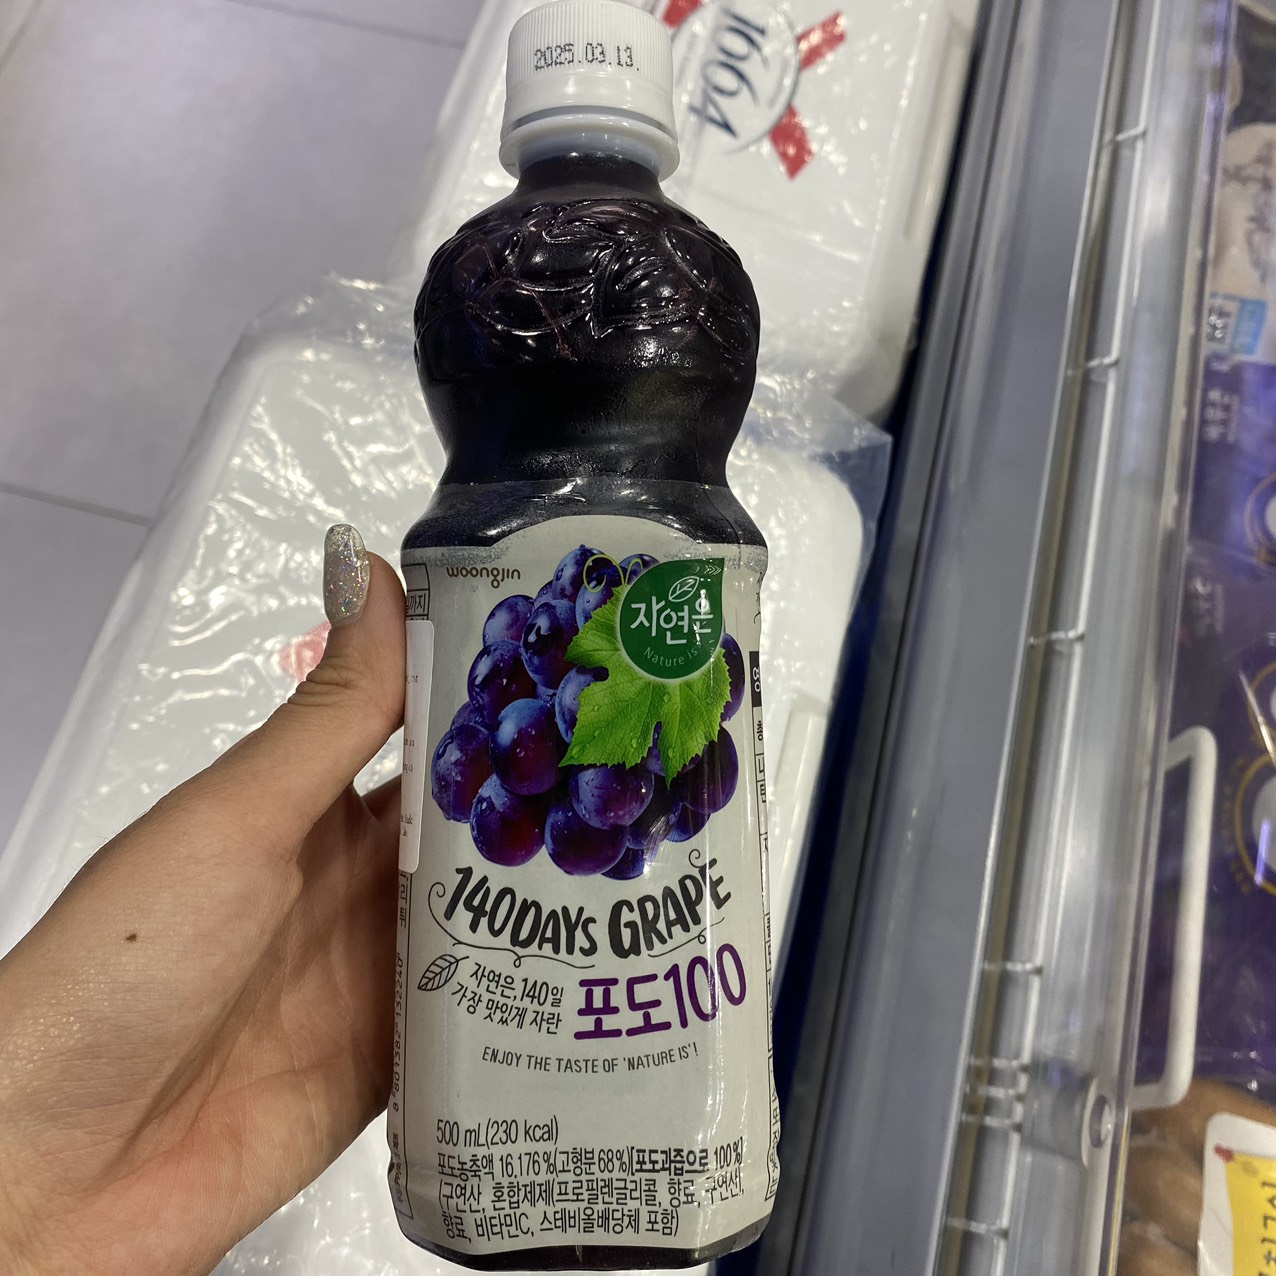 2025.03.13.
1664
woongjin
자연은
Nature is
140DAYS GRAPE
자연은, 140일
가장 맛있게 자란
포도100
ENJOY THE TASTE OF 'NATURE IS'!
8 801382 132240
500 mL(230 kcal)
포도농축액 16.176%(고형분 68%)[포도과즙으로 100%]
(구연산, 혼합제제(프로필렌글리콜, 향료, 구연산),
향료, 비타민C, 스테비올배당체 포함)